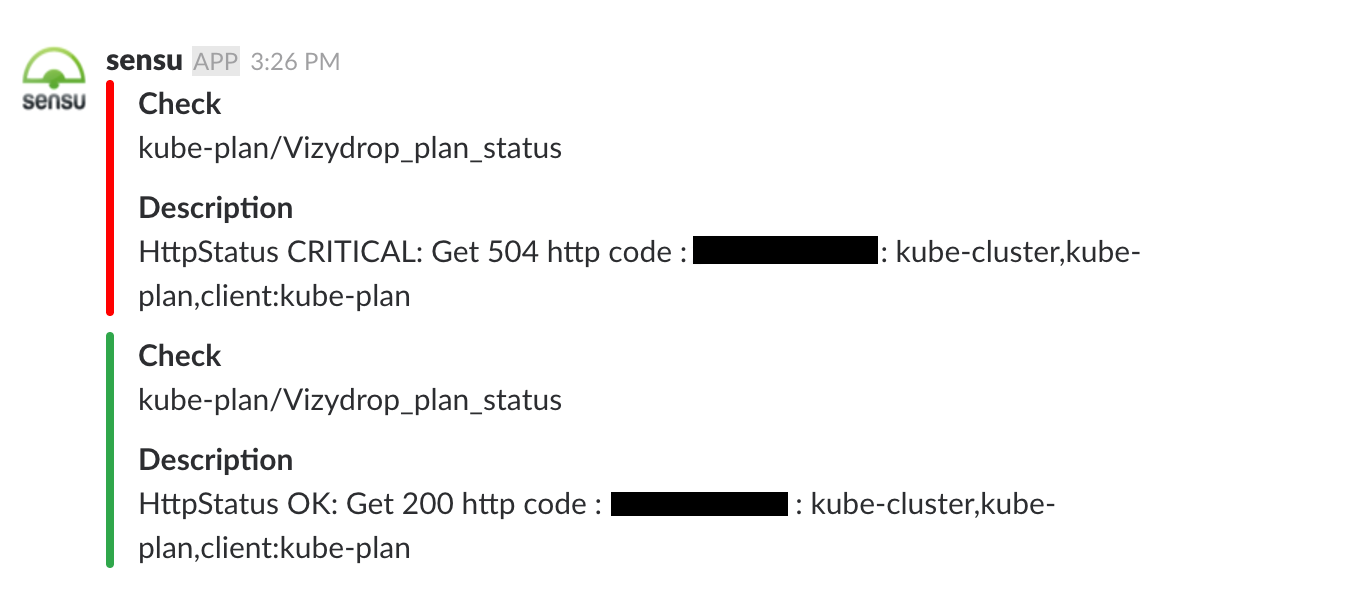 sensu APP 3:26 PM
sensu
Check
kube-plan/Vizydrop_plan_status
Description
HttpStatus CRITICAL: Get 504 http code : : kube-cluster,kube-
plan,client:kube-plan
Check
kube-plan/Vizydrop_plan_status
Description
HttpStatus OK: Get 200 http code : : kube-cluster,kube-
plan,client:kube-plan